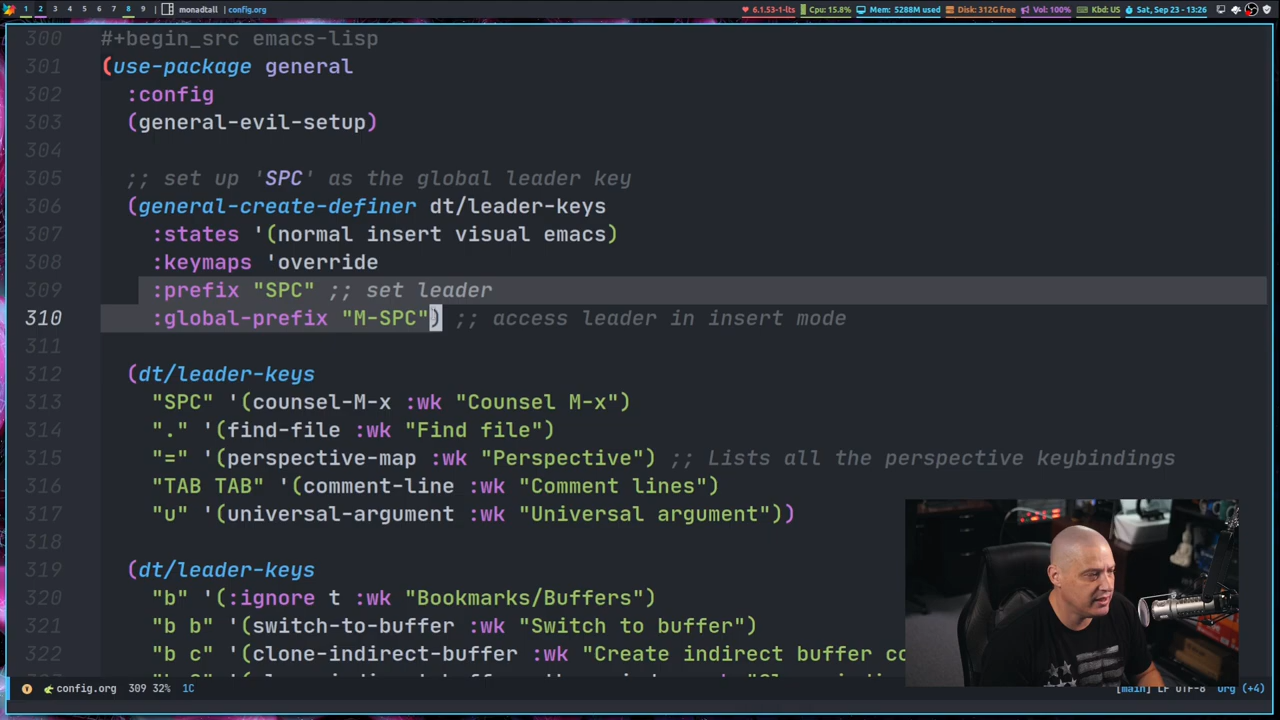 1 2 3 4 5 6 7 8 9 | monadtall | config.org
6.1.53-1-lts Cpu: 15.8% Mem: 5288M used Disk: 312G free Vol: 100% Kbd: US Sat, Sep 23 - 13:26
300 #+begin_src emacs-lisp
301 (use-package general
302 :config
303 (general-evil-setup)
304
305 ;; set up 'SPC' as the global leader key
306 (general-create-definer dt/leader-keys
307 :states '(normal insert visual emacs)
308 :keymaps 'override
309 :prefix "SPC" ;; set leader
310 :global-prefix "M-SPC") ;; access leader in insert mode
311
312 (dt/leader-keys
313 "SPC" '(counsel-M-x :wk "Counsel M-x")
314 "." '(find-file :wk "Find file")
315 "=" '(perspective-map :wk "Perspective") ;; Lists all the perspective keybindings
316 "TAB TAB" '(comment-line :wk "Comment lines")
317 "u" '(universal-argument :wk "Universal argument"))
318
319 (dt/leader-keys
320 "b" '(:ignore t :wk "Bookmarks/Buffers")
321 "b b" '(switch-to-buffer :wk "Switch to buffer")
322 "b c" '(clone-indirect-buffer :wk "Create indirect buffer co
config.org 309 32% 1C [main] LF UTF-8 Org (+4)